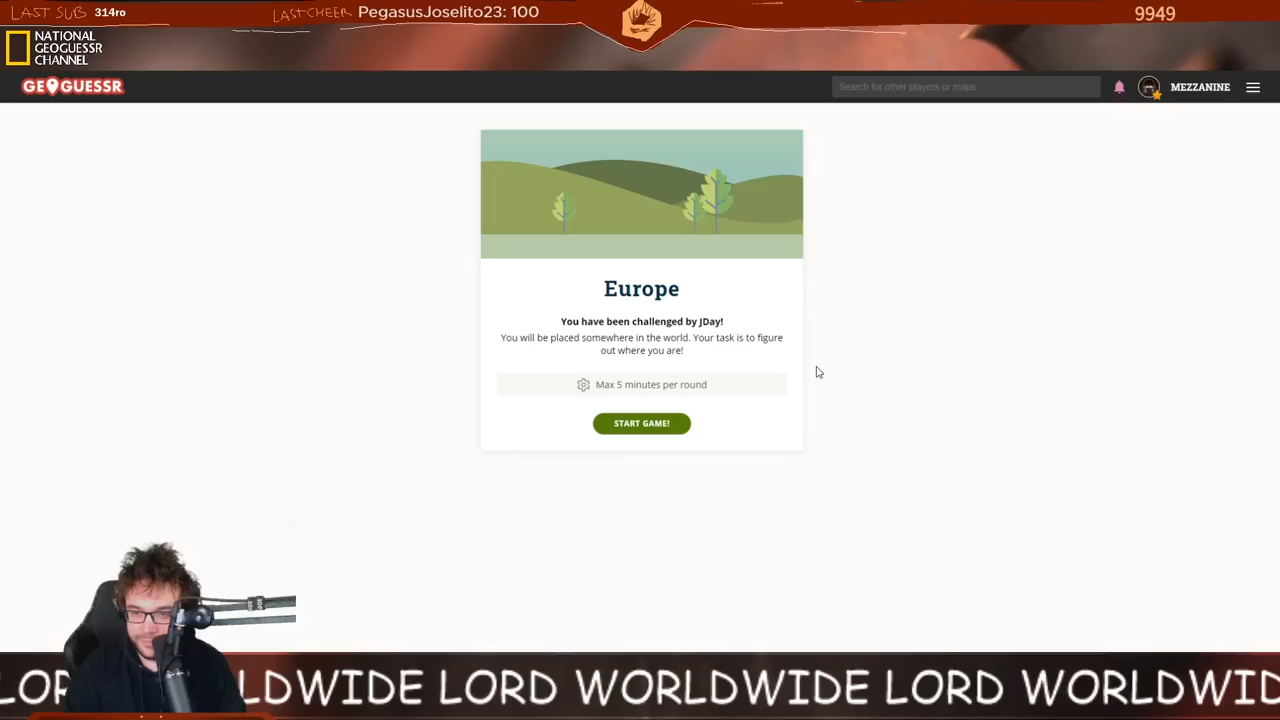 LAST SUB 314ro
LAST CHEER PegasusJoselito23: 100
9949
NATIONAL
GEOGUESSR
CHANNEL
GEOGUESSR
Search for other players or maps
MEZZANINE
Europe
You have been challenged by JDay!
You will be placed somewhere in the world. Your task is to figure
out where you are!
Max 5 minutes per round
START GAME!
LOR LDWIDE LORD WORLDWIDE LORD WORLDWID